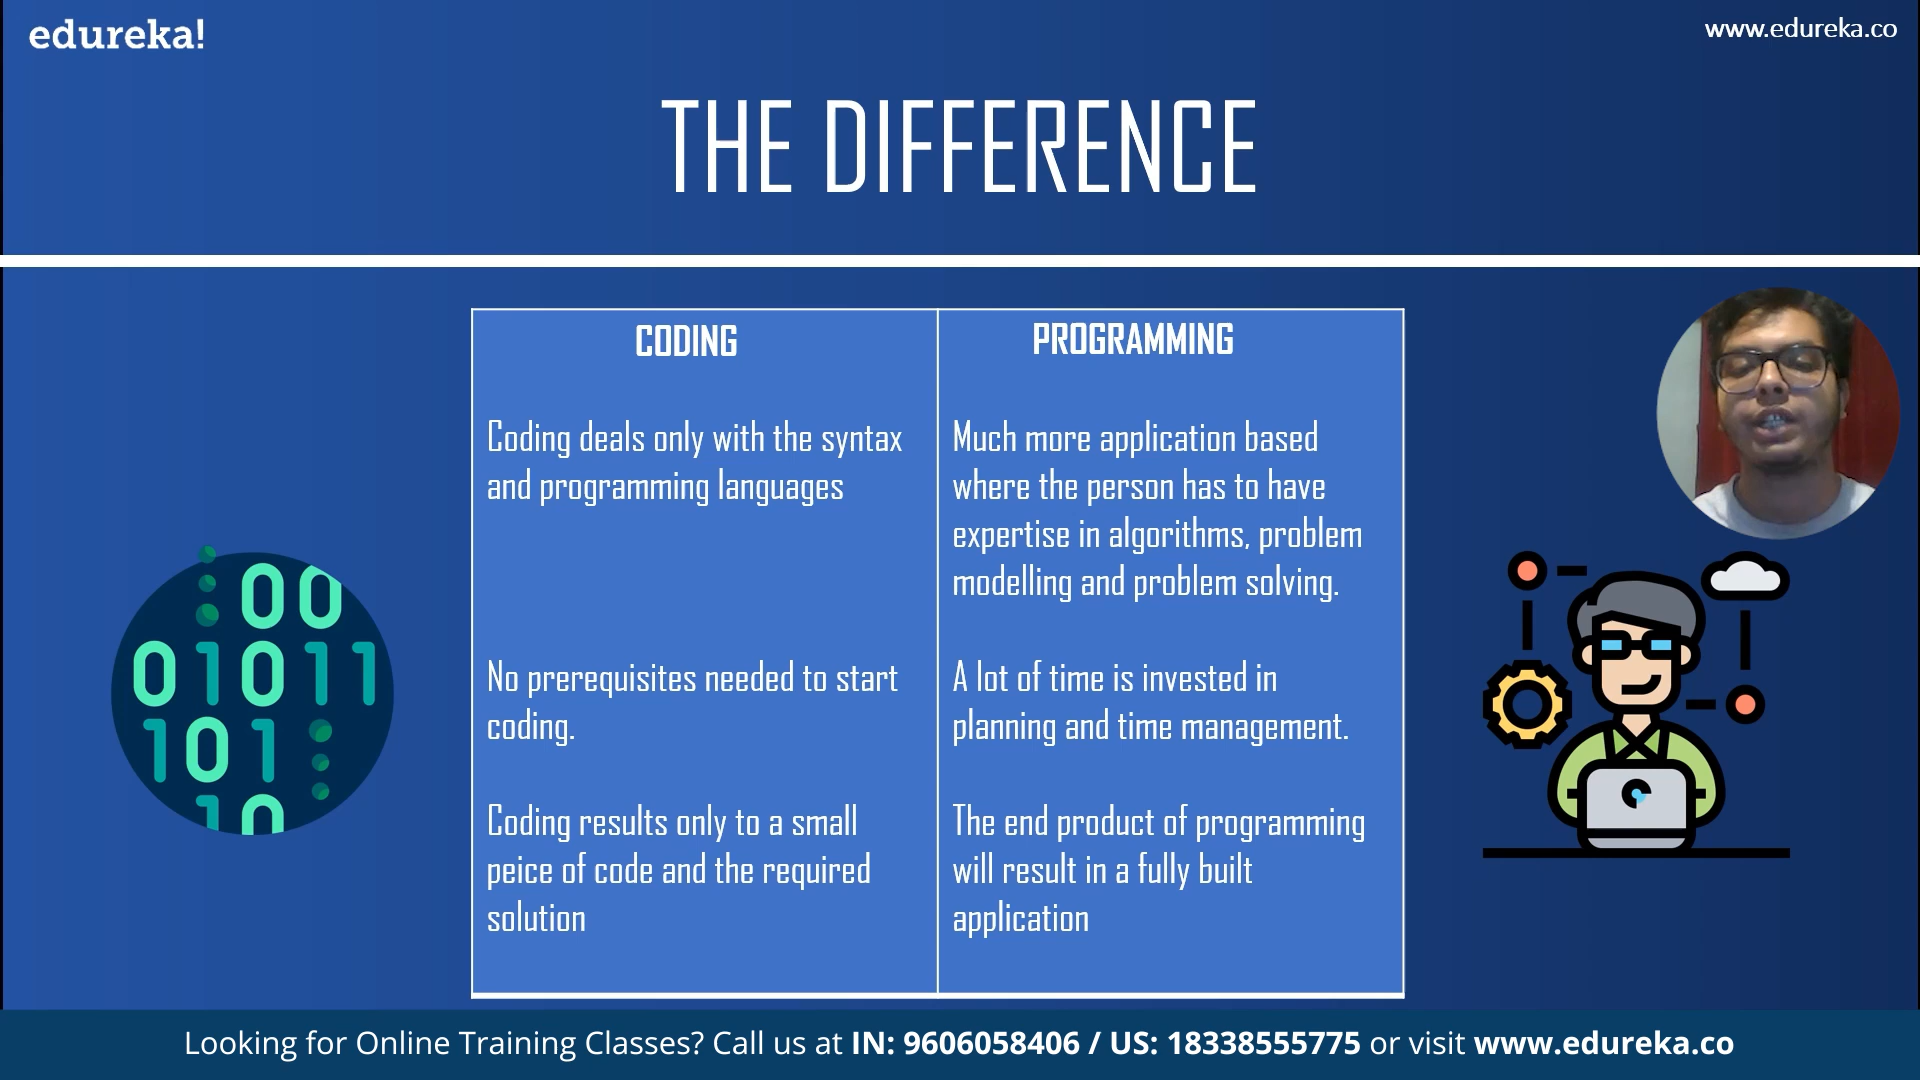 edureka!
www.edureka.co
THE DIFFERENCE
CODING
Coding deals only with the syntax
and programming languages
No prerequisites needed to start
coding.
Coding results only to a small
peice of code and the required
solution
PROGRAMMING
Much more application based
where the person has to have
expertise in algorithms, problem
modelling and problem solving.
A lot of time is invested in
planning and time management.
The end product of programming
will result in a fully built
application
00
01011
101
10
Looking for Online Training Classes? Call us at IN: 9606058406 / US: 18338555775 or visit www.edureka.co